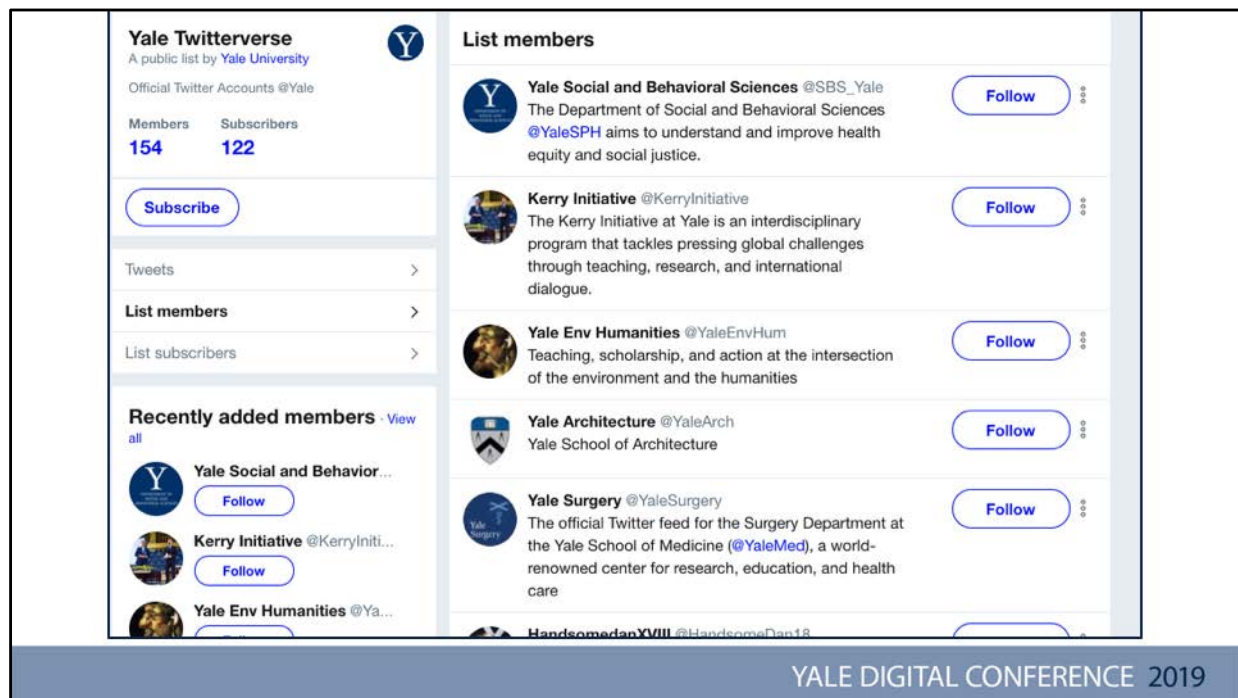 Yale Twitterverse
A public list by Yale University
Official Twitter Accounts @Yale
Members Subscribers
154 122
Subscribe
Tweets
List members
List subscribers
Recently added members · View
all
Yale Social and Behavior...
Follow
Kerry Initiative @KerryIniti...
Follow
Yale Env Humanities @Ya...
List members
Yale Social and Behavioral Sciences @SBS_Yale
Follow
The Department of Social and Behavioral Sciences
@YaleSPH aims to understand and improve health
equity and social justice.
Kerry Initiative @KerryInitiative
Follow
The Kerry Initiative at Yale is an interdisciplinary
program that tackles pressing global challenges
through teaching, research, and international
dialogue.
Yale Env Humanities @YaleEnvHum
Follow
Teaching, scholarship, and action at the intersection
of the environment and the humanities
Yale Architecture @YaleArch
Follow
Yale School of Architecture
Yale Surgery @YaleSurgery
Follow
The official Twitter feed for the Surgery Department at
the Yale School of Medicine (@YaleMed), a world-
renowned center for research, education, and health
care
HandsomedanXVIII @HandsomeDan18
Y
Y
Y
Yale
Surgery
YALE DIGITAL CONFERENCE 2019